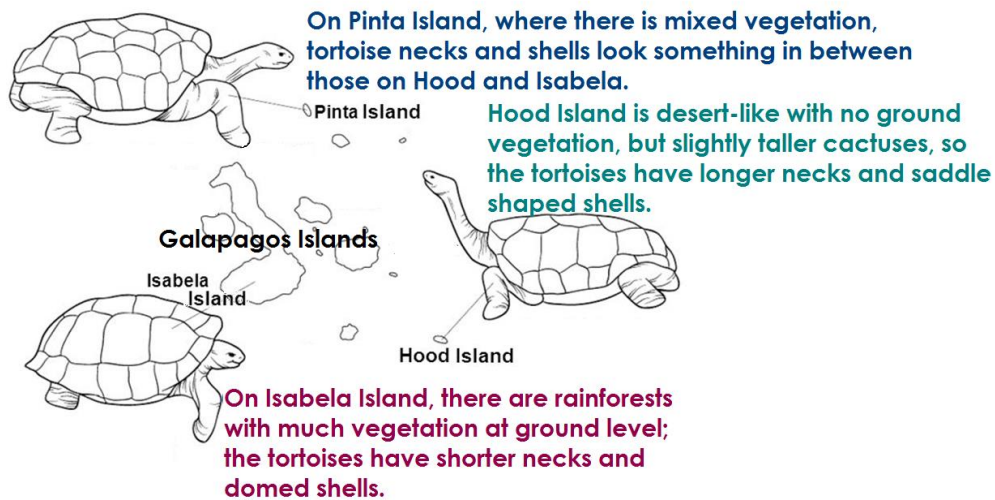 On Pinta Island, where there is mixed vegetation,
tortoise necks and shells look something in between
those on Hood and Isabela.
Pinta Island
Hood Island is desert-like with no ground
vegetation, but slightly taller cactuses, so
the tortoises have longer necks and saddle
shaped shells.
Galapagos Islands
Isabela
Island
Hood Island
On Isabela Island, there are rainforests
with much vegetation at ground level;
the tortoises have shorter necks and
domed shells.